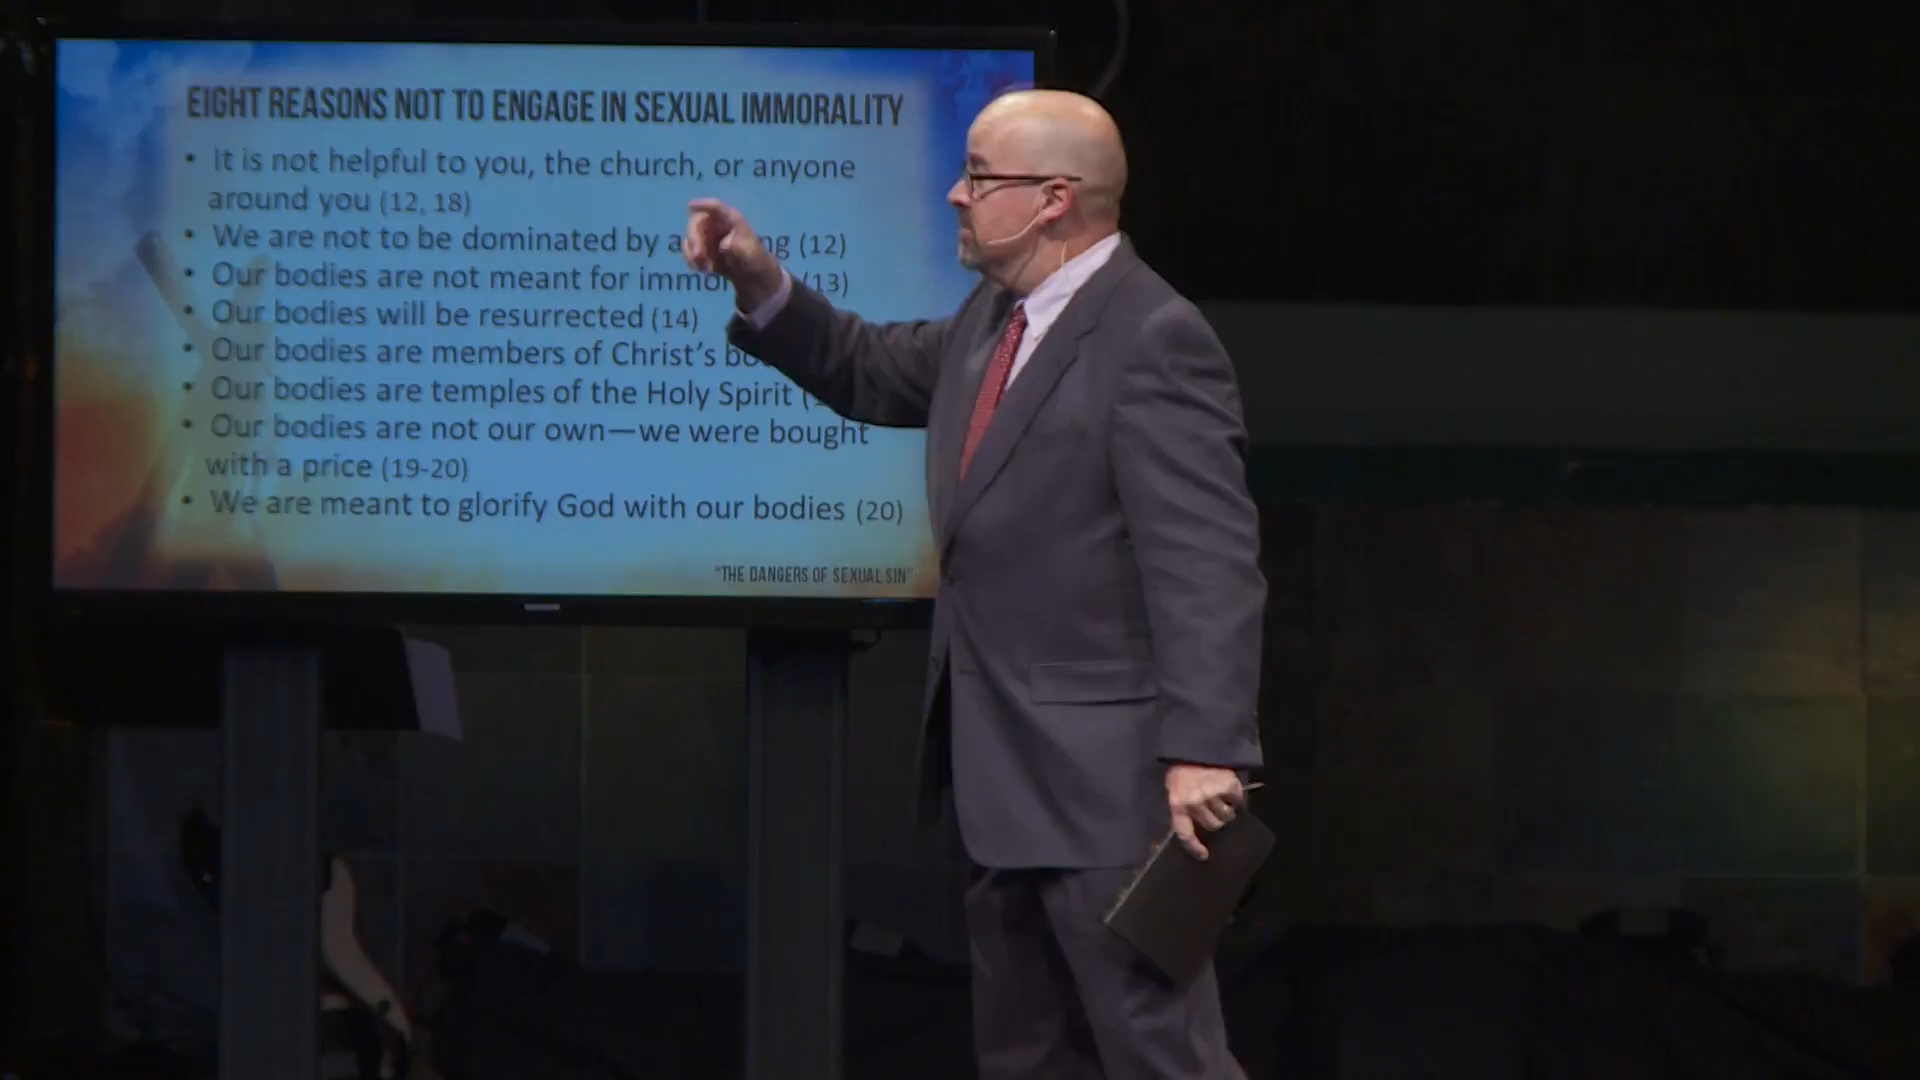 EIGHT REASONS NOT TO ENGAGE IN SEXUAL IMMORALITY
• It is not helpful to you, the church, or anyone
around you (12, 18)
• We are not to be dominated by (12)
• Our bodies are not meant for (13)
• Our bodies will be resurrected (14)
• Our bodies are members of Christ's
• Our bodies are temples of the Holy Spirit
• Our bodies are not our own—we were bought
with a price (19-20)
• We are meant to glorify God with our bodies (20)
"THE DANGERS OF SEXUAL SIN"